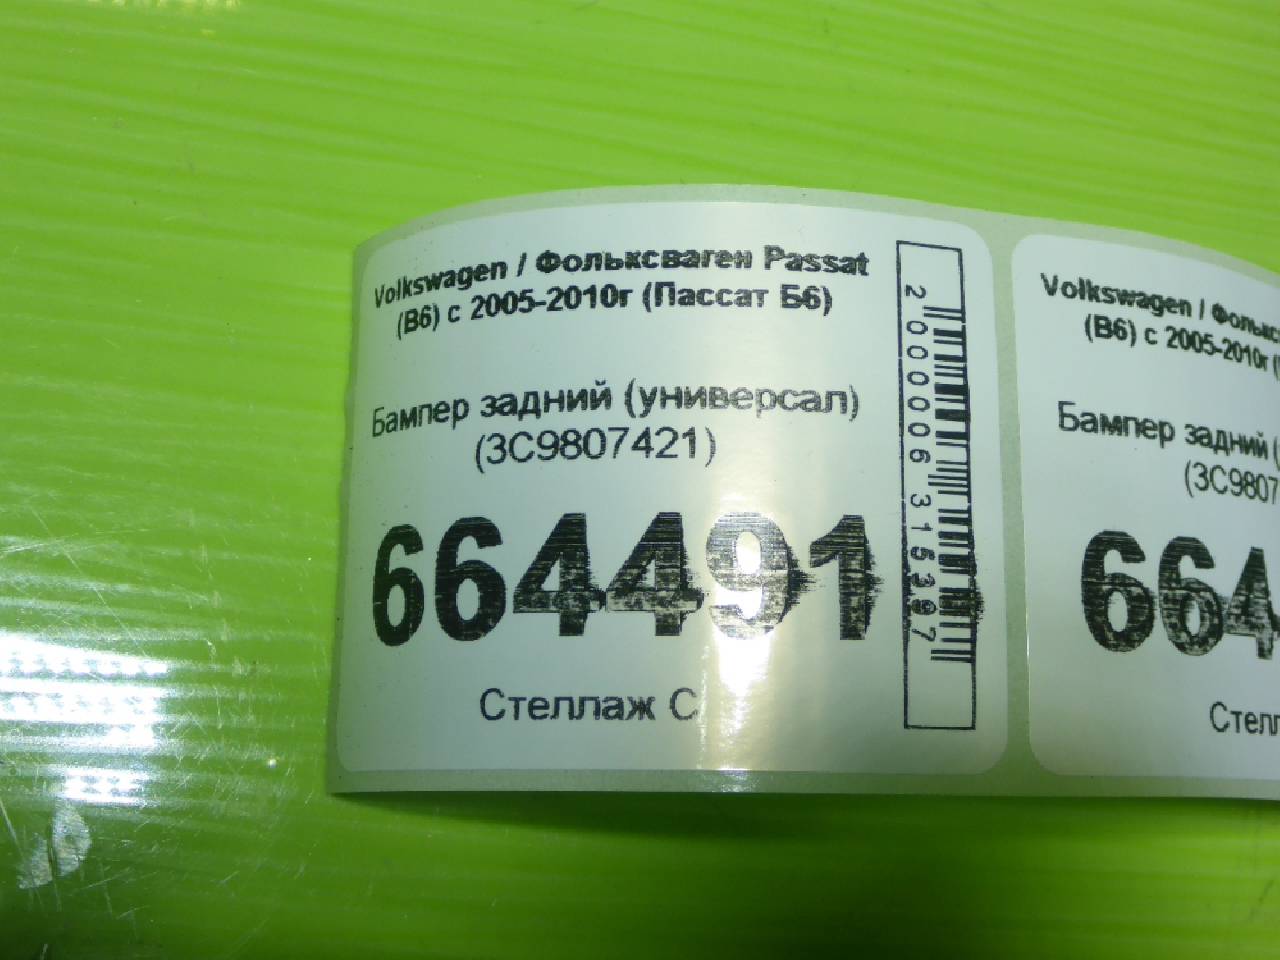 Volkswagen / Фольксваген Passat
(B6) с 2005-2010г (Пассат Б6)
Бампер задний (универсал)
(3C9807421)
664491
Стеллаж С
2000006315397
Volkswagen / Фолькс
(B6) с 2005-2010г (
Бампер задний (
(3C9807
664
Стелл